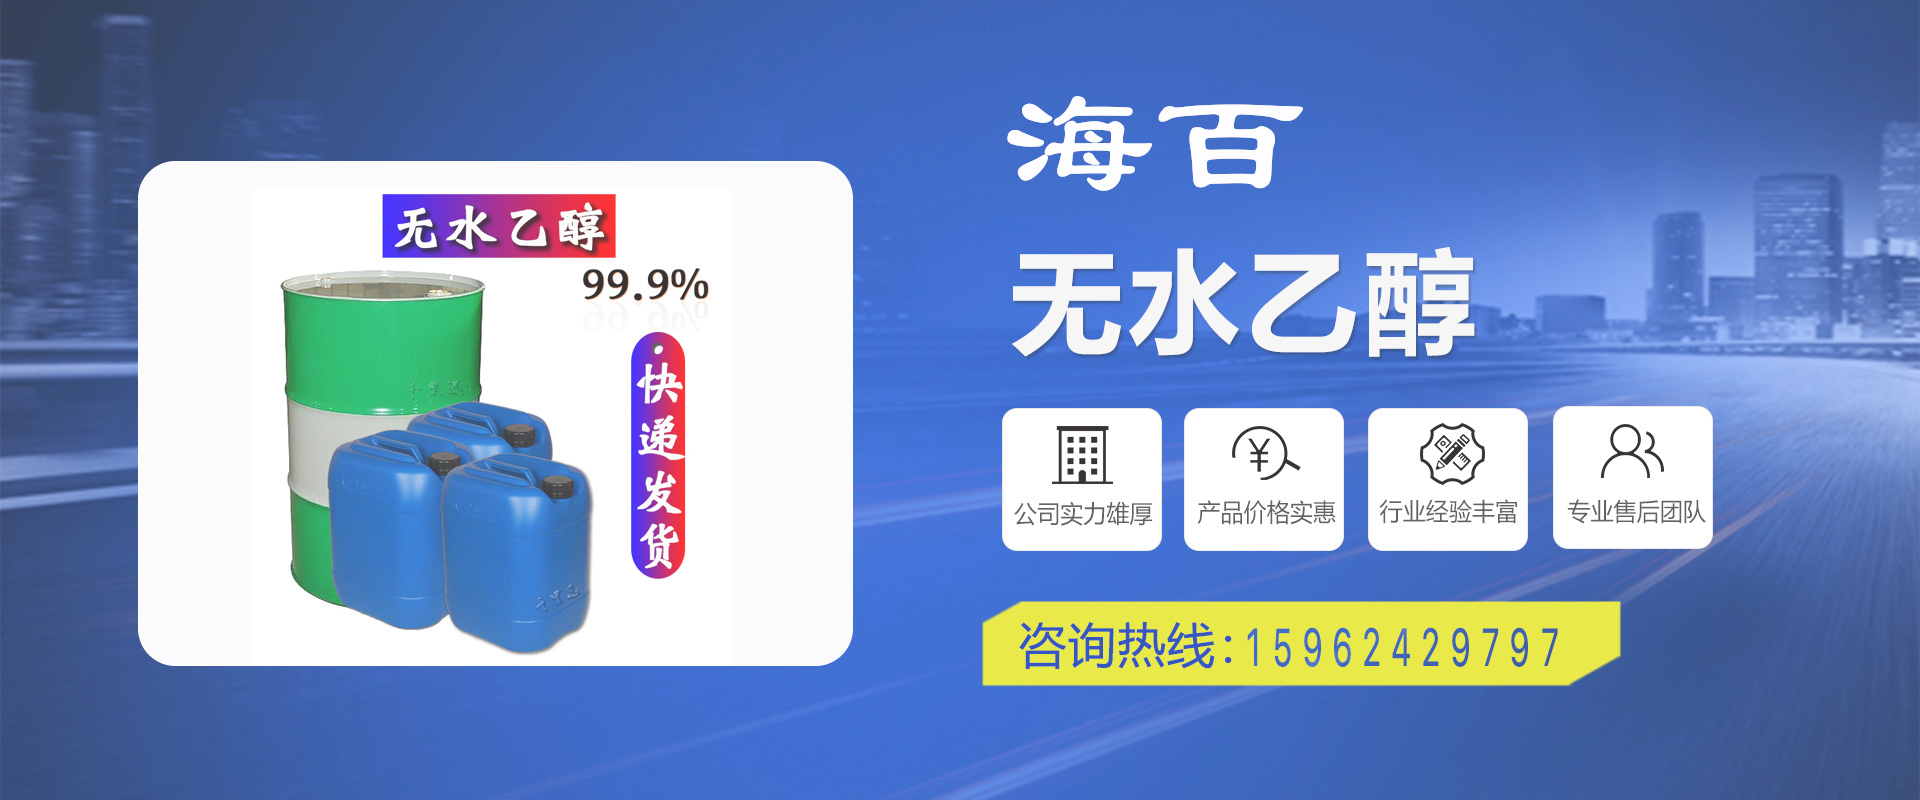 无水乙醇
99.9%
快递发货
海百
无水乙醇
公司实力雄厚
产品价格实惠
行业经验丰富
专业售后团队
咨询热线:15962429797